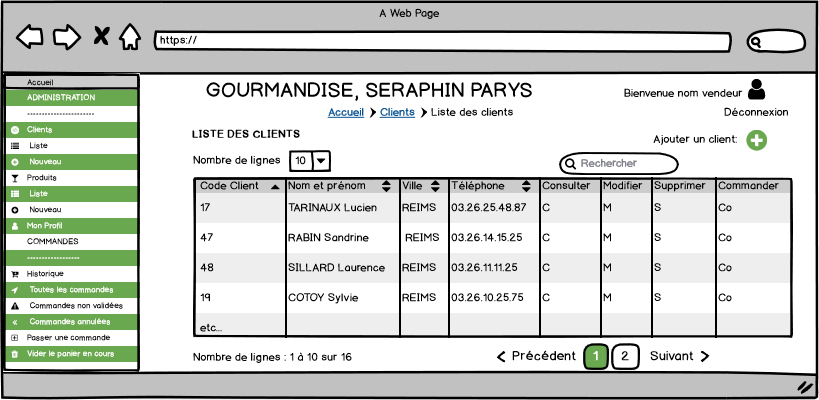 A Web Page
https://
Accueil
ADMINISTRATION
-----------------------
Clients
Liste
Nouveau
Produits
Liste
Nouveau
Mon Profil
COMMANDES
------------------
Historique
Toutes les commandes
Commandes non validées
Commandes annulées
Passer une commande
Vider le panier en cours
GOURMANDISE, SERAPHIN PARYS
Bienvenue nom vendeur
Accueil Clients Liste des clients
Déconnexion
LISTE DES CLIENTS
Ajouter un client:
Nombre de lignes 10
Rechercher
Code Client Nom et prénom Ville Téléphone Consulter Modifier Supprimer Commander
17 TARINAUX Lucien REIMS 03.26.25.48.87 C M S Co
47 RABIN Sandrine REIMS 03.26.14.15.25 C M S Co
48 SILLARD Laurence REIMS 03.26.11.11.25 C M S Co
19 COTOY Sylvie REIMS 03.26.10.25.75 C M S Co
etc...
Nombre de lignes : 1 à 10 sur 16
Précédent 1 2 Suivant